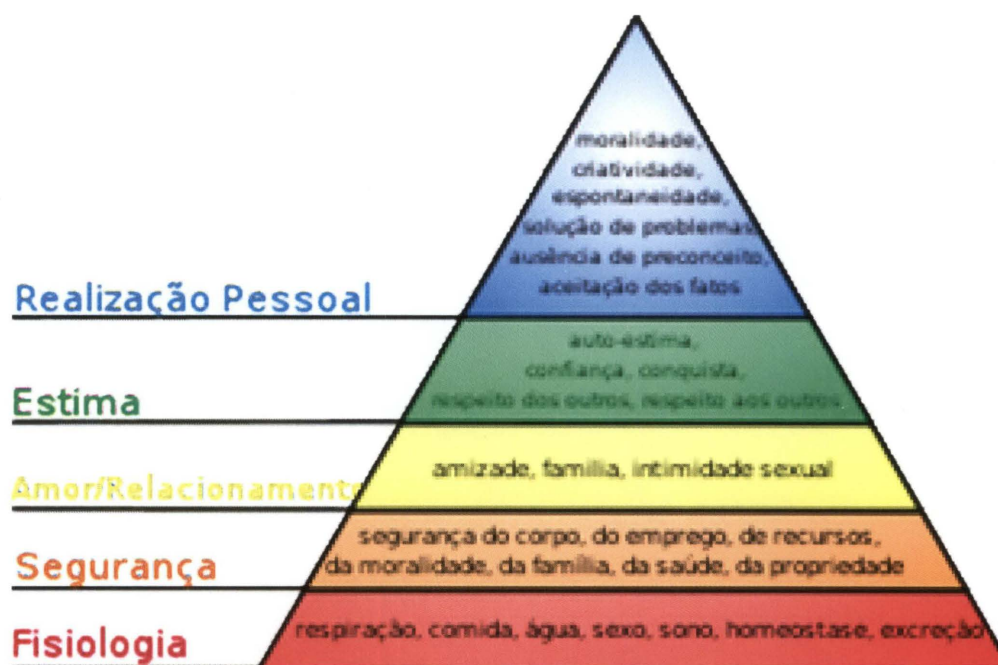 moralidade,
criatividade,
espontaneidade,
solução de problemas,
ausência de preconceito,
aceitação dos fatos
Realização Pessoal
auto-estima,
confiança, conquista,
respeito dos outros, respeito aos outros
Estima
amizade, família, intimidade sexual
Amor/Relacionamento
segurança do corpo, do emprego, de recursos,
da moralidade, da família, da saúde, da propriedade
Segurança
respiração, comida, água, sexo, sono, homeostase, excreção
Fisiologia